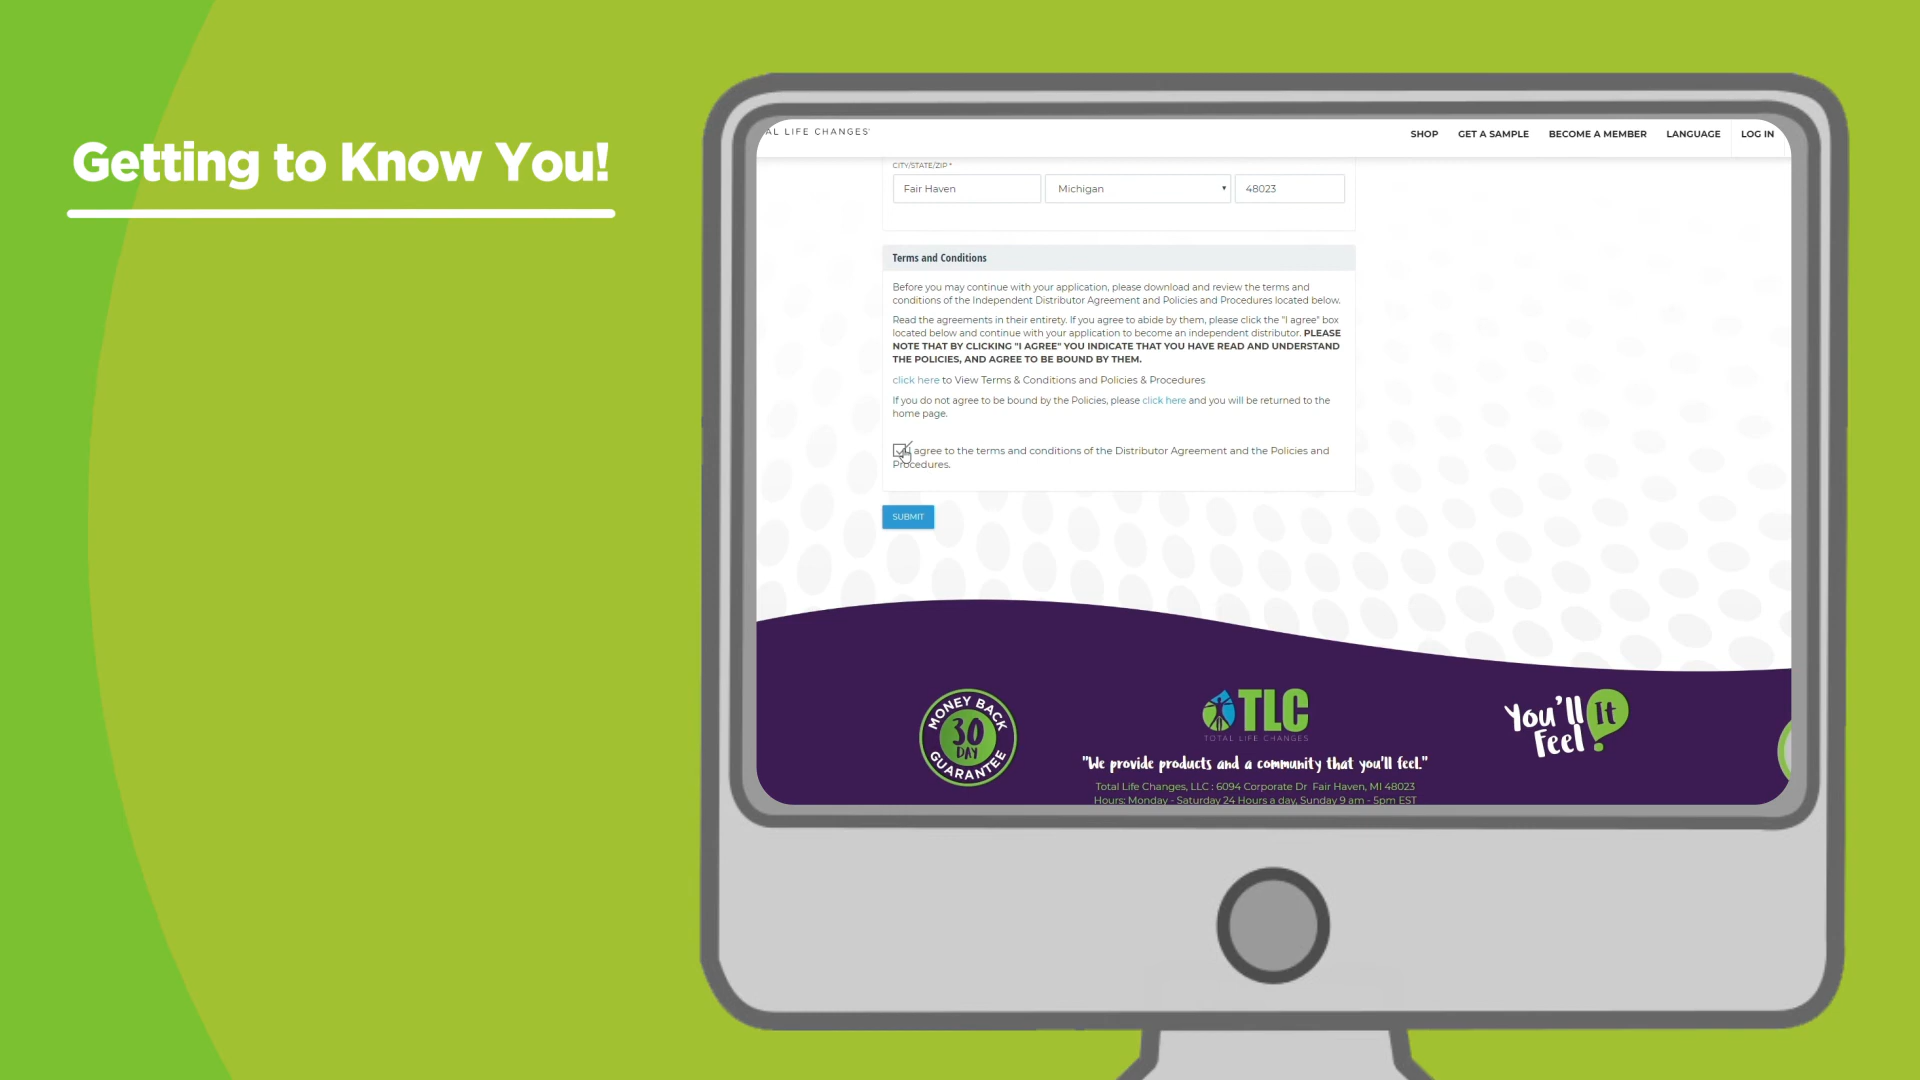 Getting to Know You!
AL LIFE CHANGES
SHOP GET A SAMPLE BECOME A MEMBER LANGUAGE LOG IN
CITY/STATE/ZIP *
Fair Haven Michigan 48023
Terms and Conditions
Before you may continue with your application, please download and review the terms and
conditions of the Independent Distributor Agreement and Policies and Procedures located below.
Read the agreements in their entirety. If you agree to abide by them, please click the "I agree" box
located below and continue with your application to become an independent distributor. PLEASE
NOTE THAT BY CLICKING "I AGREE" YOU INDICATE THAT YOU HAVE READ AND UNDERSTAND
THE POLICIES, AND AGREE TO BE BOUND BY THEM.
click here to View Terms & Conditions and Policies & Procedures
If you do not agree to be bound by the Policies, please click here and you will be returned to the
home page.
agree to the terms and conditions of the Distributor Agreement and the Policies and
Procedures.
SUBMIT
MONEY BACK
30
DAY
GUARANTEE
TLC
TOTAL LIFE CHANGES
"We provide products and a community that you'll feel."
Total Life Changes, LLC : 6094 Corporate Dr Fair Haven, MI 48023
Hours: Monday - Saturday 24 Hours a day, Sunday 9 am - 5pm EST
You'll It
Feel